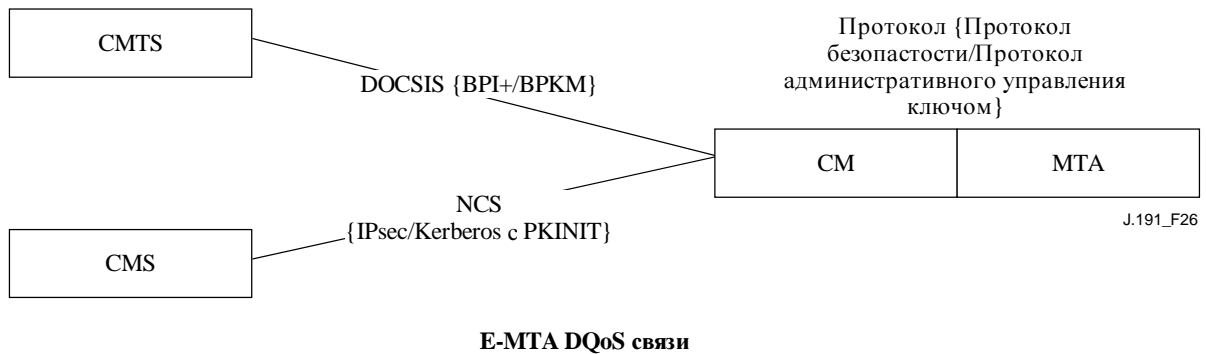 CMTS
Протокол {Протокол
безопастости/Протокол
административного управления
ключом}
DOCSIS {BPI+/BPKM}
CM
MTA
NCS
{IPsec/Kerberos с PKINIT}
J.191_F26
CMS
E-MTA DQoS связи